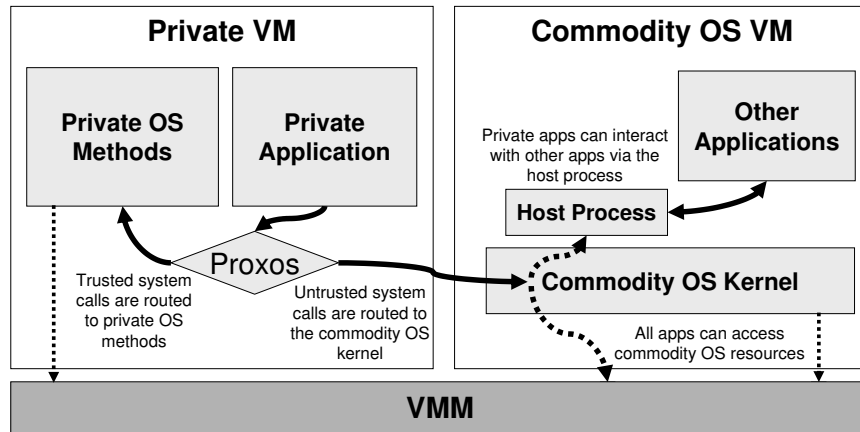 Private VM
Private OS
Methods
Private
Application
Proxos
Trusted system
calls are routed
to private OS
methods
Untrusted system
calls are routed to
the commodity OS
kernel
Commodity OS VM
Other
Applications
Private apps can interact
with other apps via the
host process
Host Process
Commodity OS Kernel
All apps can access
commodity OS resources
VMM